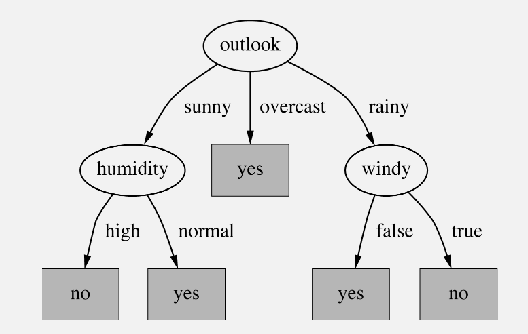 outlook
sunny overcast rainy
humidity yes windy
high normal false true
no yes yes no